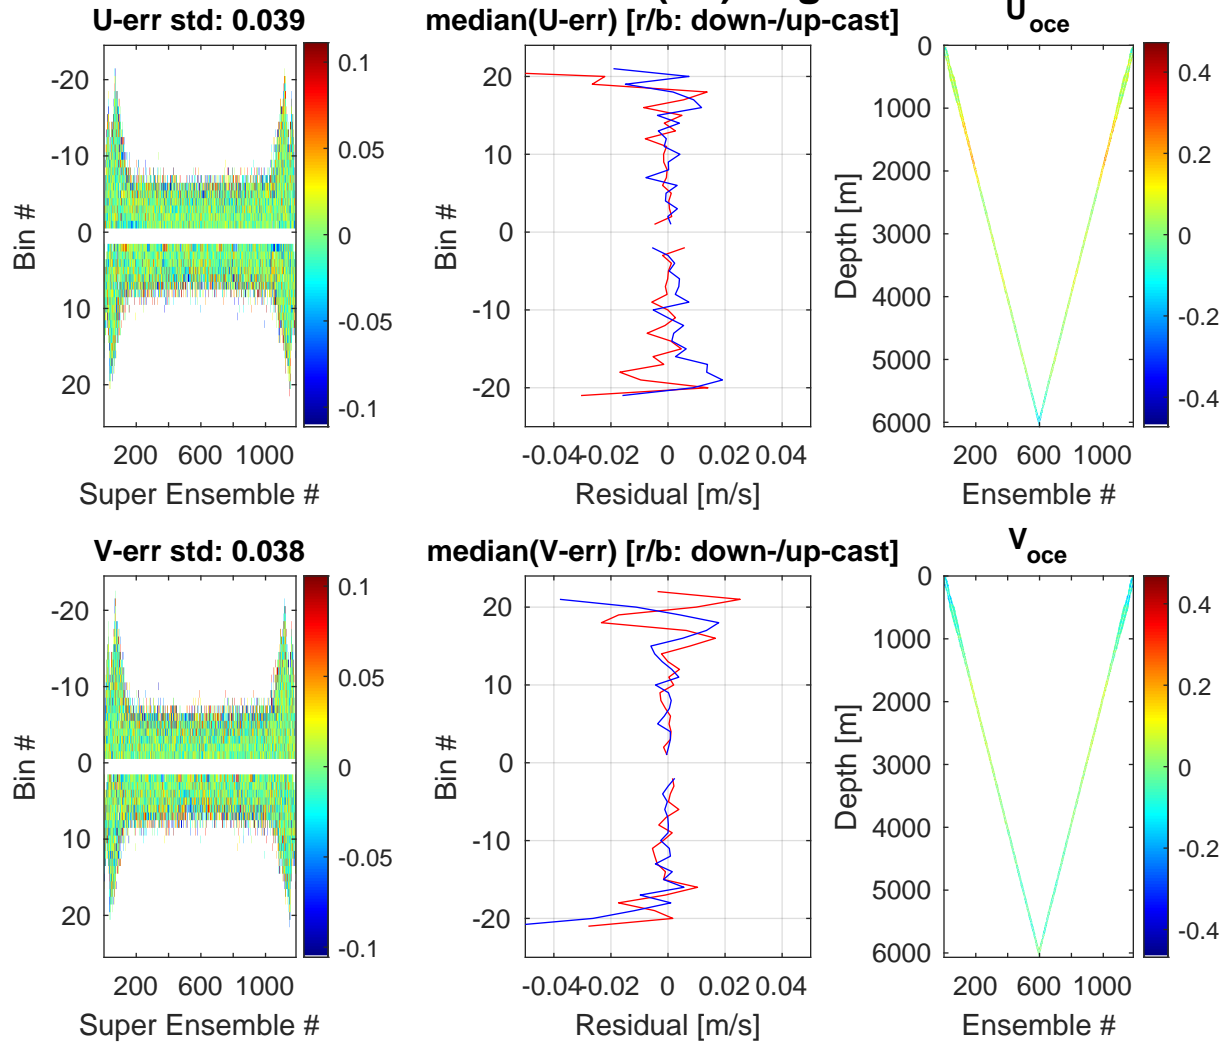 U-err std: 0.039
median(U-err) [r/b: down-/up-cast]
U_oce
-20
-10
0
10
20
Bin #
200 600 1000
Super Ensemble #
0.1
0.05
0
-0.05
-0.1
20
10
0
-10
-20
Bin #
-0.04 -0.02 0 0.02 0.04
Residual [m/s]
0
1000
2000
3000
4000
5000
6000
Depth [m]
200 600 1000
Ensemble #
0.4
0.2
0
-0.2
-0.4
V-err std: 0.038
median(V-err) [r/b: down-/up-cast]
V_oce
-20
-10
0
10
20
Bin #
200 600 1000
Super Ensemble #
0.1
0.05
0
-0.05
-0.1
20
10
0
-10
-20
Bin #
-0.04 -0.02 0 0.02 0.04
Residual [m/s]
0
1000
2000
3000
4000
5000
6000
Depth [m]
200 600 1000
Ensemble #
0.4
0.2
0
-0.2
-0.4